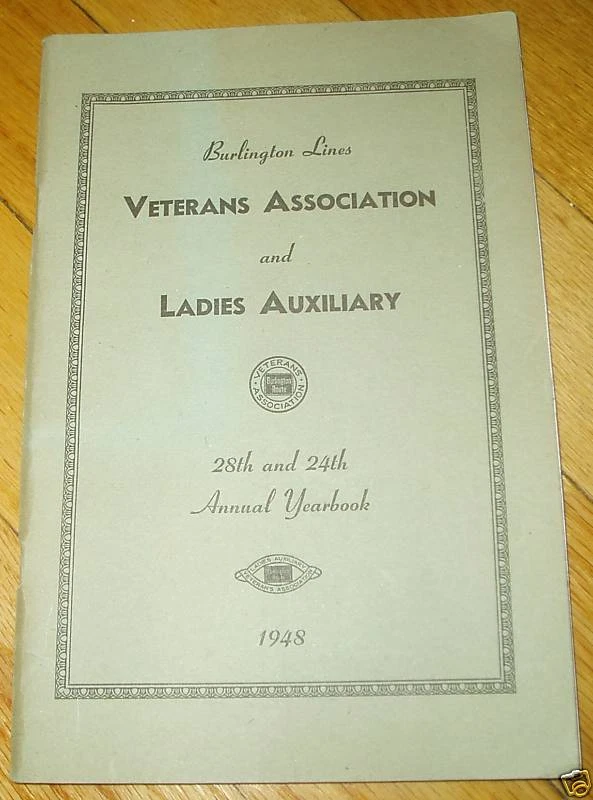 Burlington Lines
VETERANS ASSOCIATION
and
LADIES AUXILIARY
VETERANS
Burlington
Route
ASSOCIATION
28th and 24th
Annual Yearbook
LADIES AUXILIARY
VETERAN'S ASSOCIATION
1948